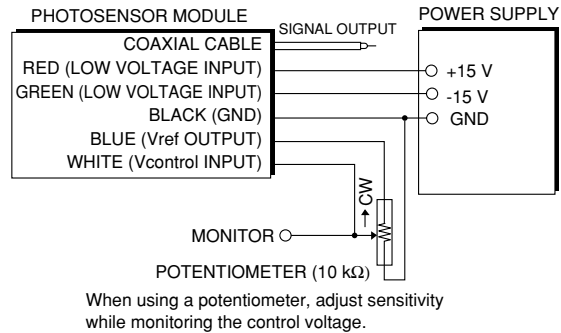 PHOTOSENSOR MODULE
POWER SUPPLY
SIGNAL OUTPUT
COAXIAL CABLE
RED (LOW VOLTAGE INPUT)
+15 V
GREEN (LOW VOLTAGE INPUT)
-15 V
BLACK (GND)
GND
BLUE (Vref OUTPUT)
WHITE (Vcontrol INPUT)
CW
MONITOR
POTENTIOMETER (10 kΩ)
When using a potentiometer, adjust sensitivity
while monitoring the control voltage.